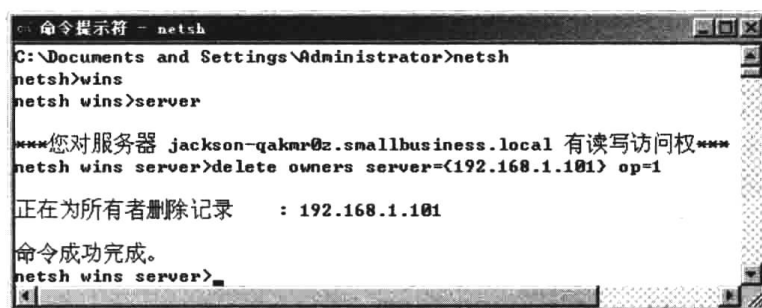 命令提示符 - netsh
C:\Documents and Settings\Administrator>netsh
netsh>wins
netsh wins>server
***您对服务器 jackson-qakmr0z.smallbusiness.local 有读写访问权***
netsh wins server>delete owners server={192.168.1.101} op=1
正在为所有者删除记录 : 192.168.1.101
命令成功完成。
netsh wins server>_